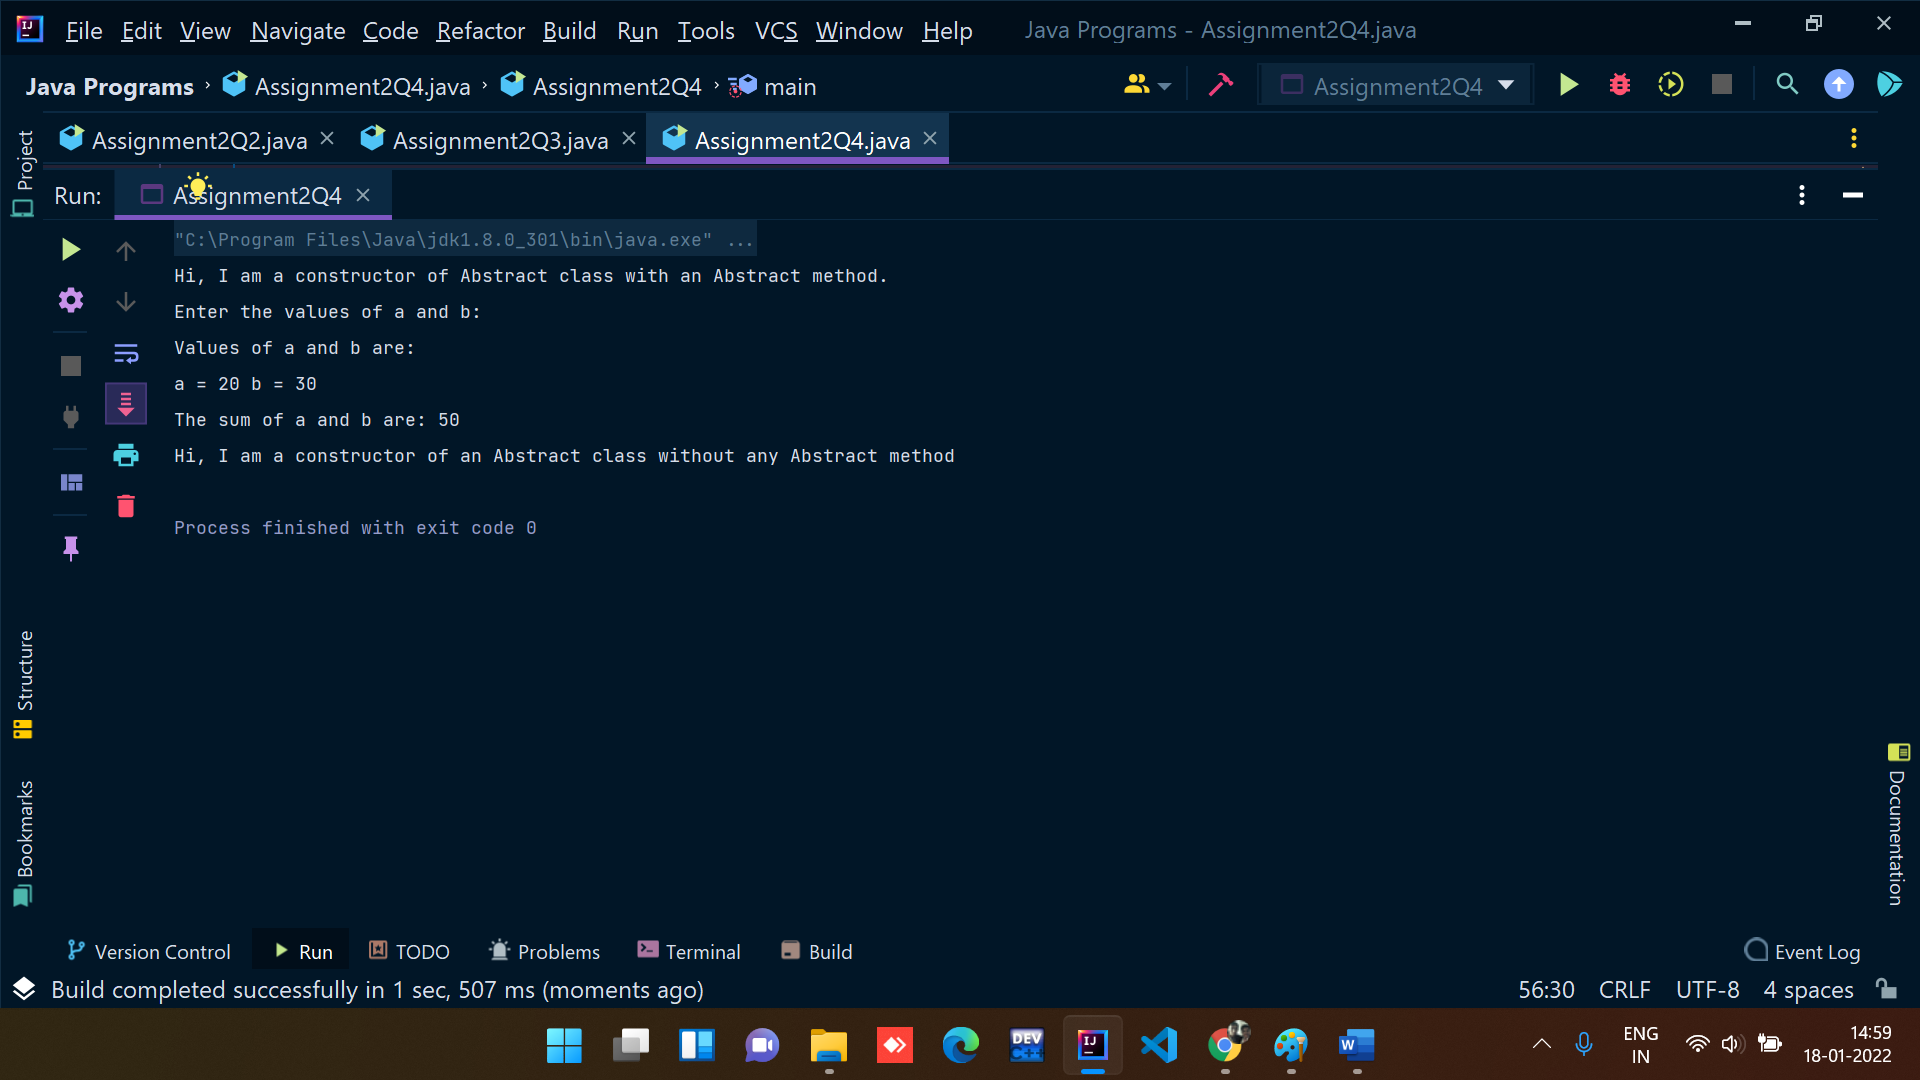 File Edit View Navigate Code Refactor Build Run Tools VCS Window Help Java Programs - Assignment2Q4.java
Java Programs › Assignment2Q4.java › Assignment2Q4 › main Assignment2Q4
Assignment2Q2.java Assignment2Q3.java Assignment2Q4.java
Project
Run: Assignment2Q4
"C:\Program Files\Java\jdk1.8.0_301\bin\java.exe" ...
Hi, I am a constructor of Abstract class with an Abstract method.
Enter the values of a and b:
Values of a and b are:
a = 20 b = 30
The sum of a and b are: 50
Hi, I am a constructor of an Abstract class without any Abstract method
Process finished with exit code 0
Structure
Bookmarks
Documentation
Version Control Run TODO Problems Terminal Build Event Log
Build completed successfully in 1 sec, 507 ms (moments ago) 56:30 CRLF UTF-8 4 spaces
DEV C++ IJ W ENG IN 14:59
18-01-2022